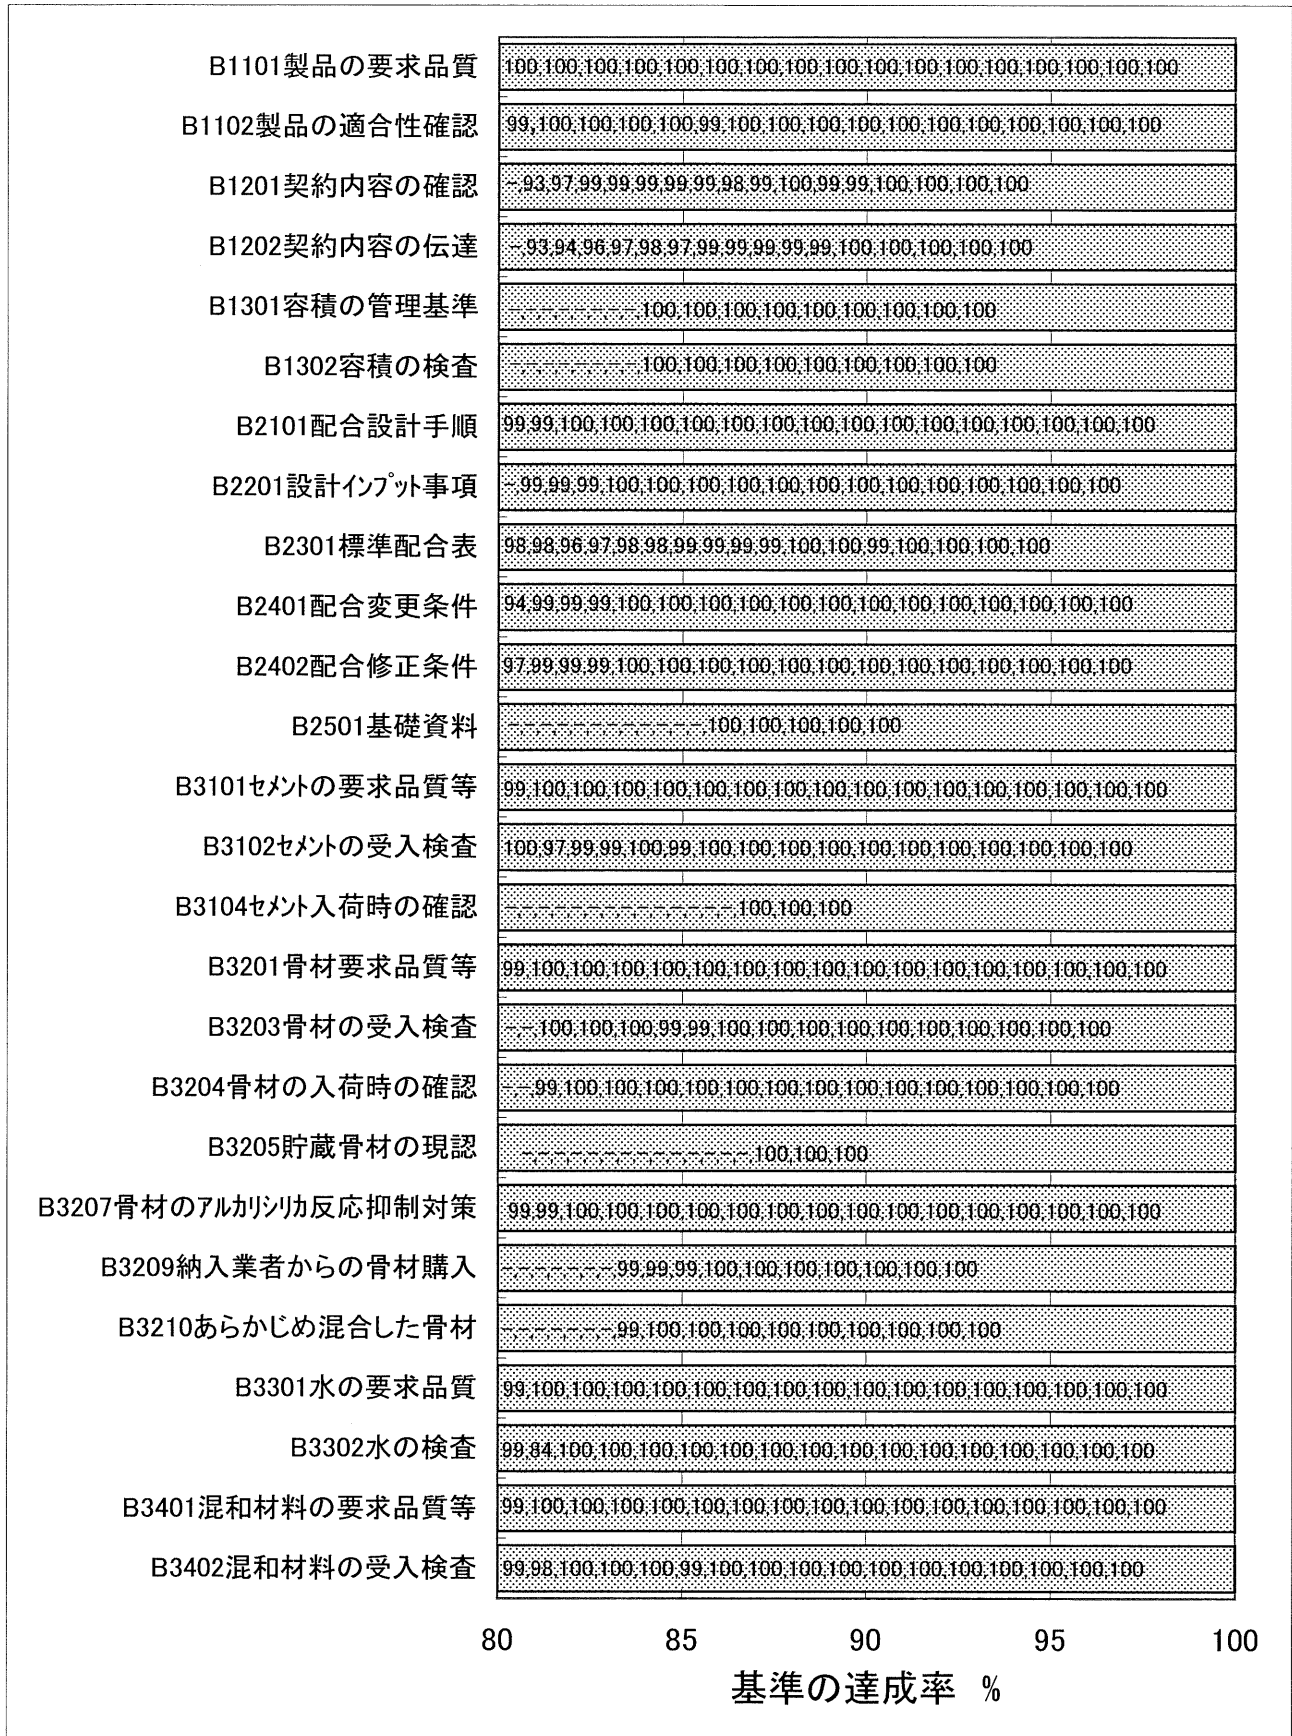 B1101製品の要求品質 100,100,100,100,100,100,100,100,100,100,100,100,100,100,100,100,100
B1102製品の適合性確認 99,100,100,100,100,99,100,100,100,100,100,100,100,100,100,100,100
B1201契約内容の確認 -,93,97,99,99,99,99,99,98,99,100,99,99,100,100,100,100
B1202契約内容の伝達 -,93,94,96,97,98,97,99,99,99,99,99,100,100,100,100,100
B1301容積の管理基準 -,-,-,-,-,-,-,-,100,100,100,100,100,100,100,100,100
B1302容積の検査 -,-,-,-,-,-,-,-,100,100,100,100,100,100,100,100,100
B2101配合設計手順 99,99,100,100,100,100,100,100,100,100,100,100,100,100,100,100,100
B2201設計インプット事項 -,99,99,99,100,100,100,100,100,100,100,100,100,100,100,100,100
B2301標準配合表 98,98,96,97,98,98,99,99,99,99,100,100,99,100,100,100,100
B2401配合変更条件 94,99,99,99,100,100,100,100,100,100,100,100,100,100,100,100,100
B2402配合修正条件 97,99,99,99,100,100,100,100,100,100,100,100,100,100,100,100,100
B2501基礎資料 -,-,-,-,-,-,-,-,-,-,-,-,100,100,100,100,100
B3101セメントの要求品質等 99,100,100,100,100,100,100,100,100,100,100,100,100,100,100,100,100
B3102セメントの受入検査 100,97,99,99,100,99,100,100,100,100,100,100,100,100,100,100,100
B3104セメント入荷時の確認 -,-,-,-,-,-,-,-,-,-,-,-,-,-,100,100,100
B3201骨材要求品質等 99,100,100,100,100,100,100,100,100,100,100,100,100,100,100,100,100
B3203骨材の受入検査 -,-,100,100,100,99,99,100,100,100,100,100,100,100,100,100,100
B3204骨材の入荷時の確認 -,-,99,100,100,100,100,100,100,100,100,100,100,100,100,100,100
B3205貯蔵骨材の現認 -,-,-,-,-,-,-,-,-,-,-,-,-,-,100,100,100
B3207骨材のアルカリシリカ反応抑制対策 99,99,100,100,100,100,100,100,100,100,100,100,100,100,100,100,100
B3209納入業者からの骨材購入 -,-,-,-,-,-,-,99,99,99,100,100,100,100,100,100,100
B3210あらかじめ混合した骨材 -,-,-,-,-,-,-,99,100,100,100,100,100,100,100,100,100
B3301水の要求品質 99,100,100,100,100,100,100,100,100,100,100,100,100,100,100,100,100
B3302水の検査 99,84,100,100,100,100,100,100,100,100,100,100,100,100,100,100,100
B3401混和材料の要求品質等 99,100,100,100,100,100,100,100,100,100,100,100,100,100,100,100,100
B3402混和材料の受入検査 99,98,100,100,100,99,100,100,100,100,100,100,100,100,100,100,100
80 85 90 95 100
基準の達成率 %